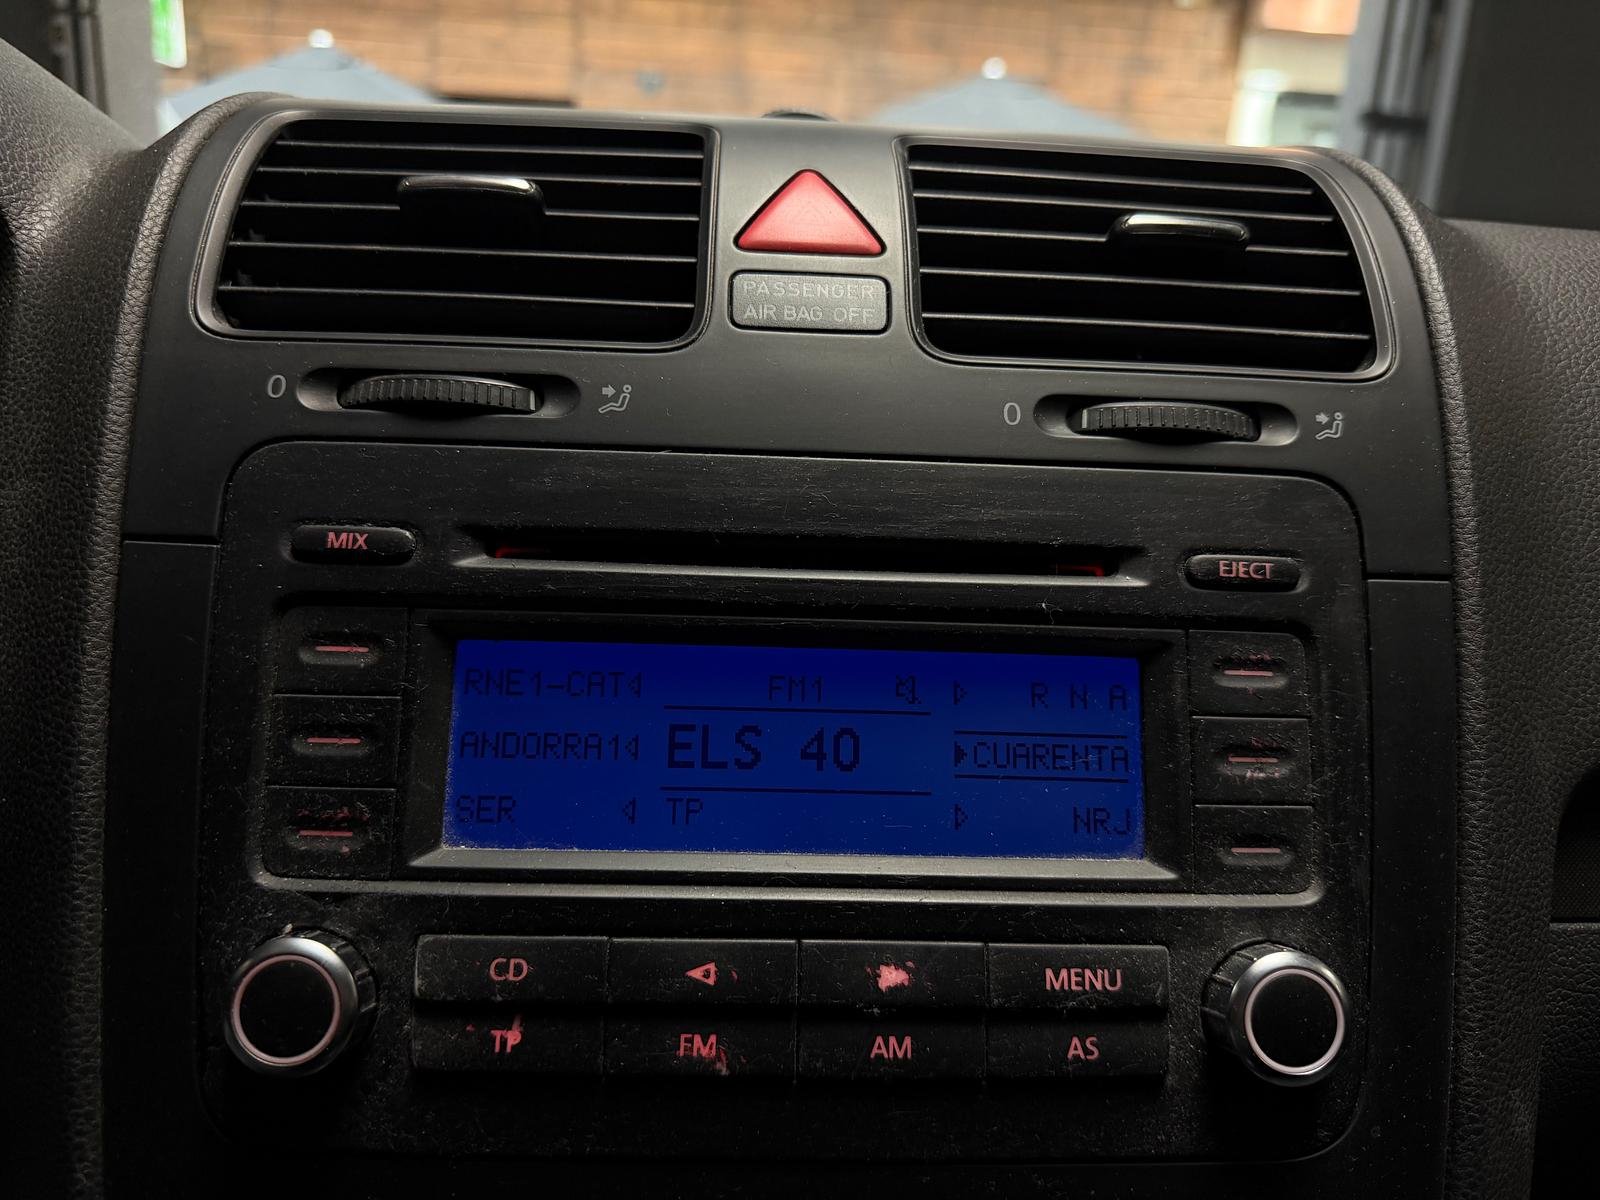 PASSENGER
AIR BAG OFF
0
0
MIX
EJECT
RNE1-CAT
FM1
R N A
ANDORRA1
ELS 40
CUARENTA
SER
TP
NRJ
CD
MENU
TP
FM
AM
AS